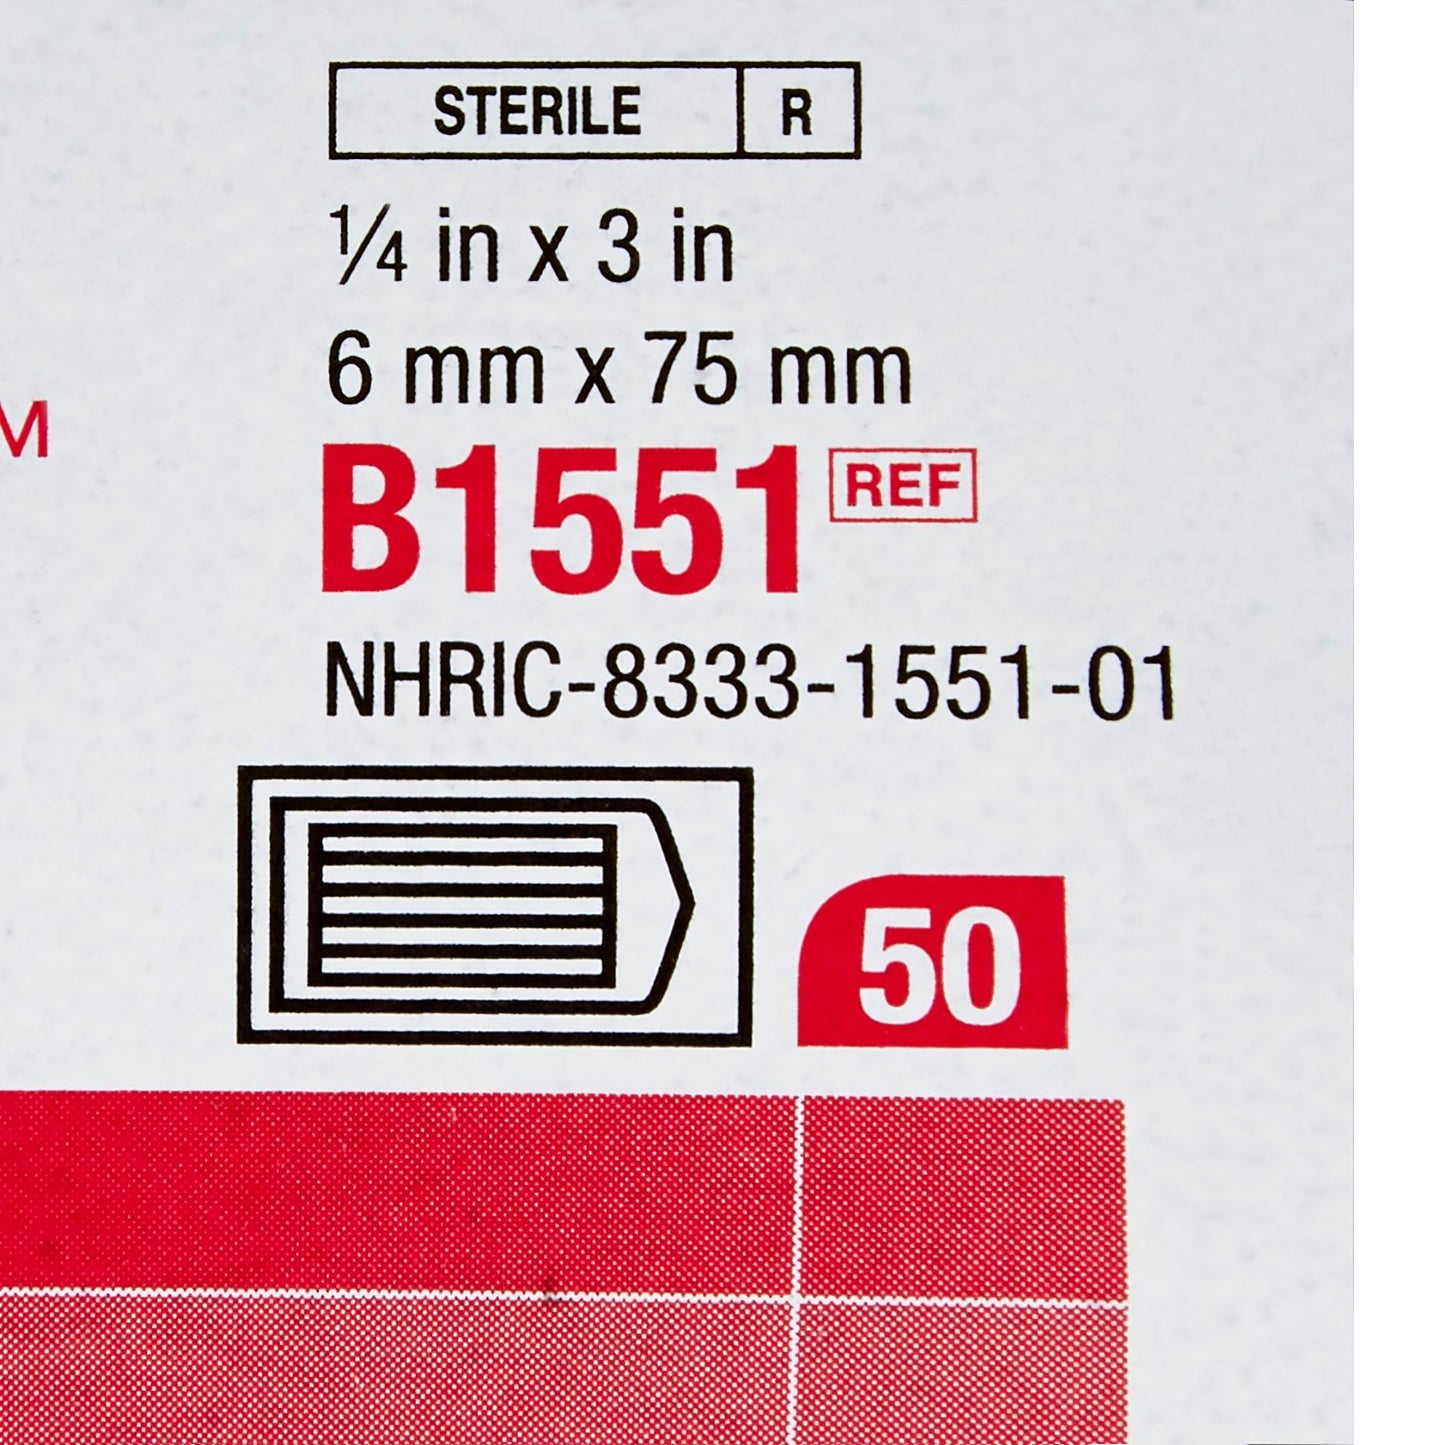 STERILE R
¼ in x 3 in
6 mm x 75 mm
M
B1551 REF
NHRIC-8333-1551-01
50